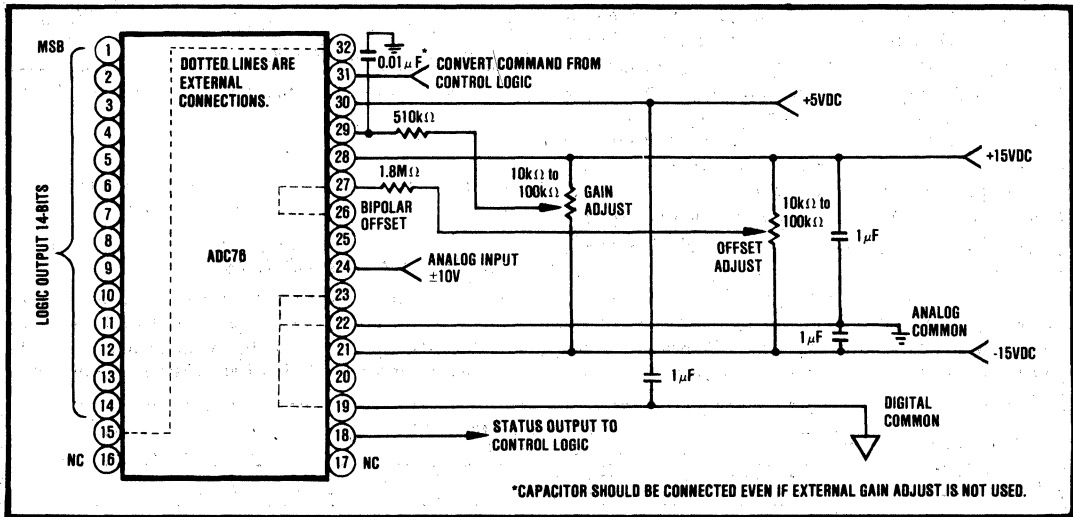 MSB
LOGIC OUTPUT 14-BITS
1
2
3
4
5
6
7
8
9
10
11
12
13
14
15
NC 16
DOTTED LINES ARE
EXTERNAL
CONNECTIONS.
ADC76
32
31
30
29
28
27
26
25
24
23
22
21
20
19
18
17 NC
0.01µF*
CONVERT COMMAND FROM
CONTROL LOGIC
+5VDC
510kΩ
+15VDC
1.8MΩ
BIPOLAR
OFFSET
10kΩ to
100kΩ
GAIN
ADJUST
10kΩ to
100kΩ
OFFSET
ADJUST
1µF
ANALOG INPUT
±10V
ANALOG
COMMON
1µF
-15VDC
1µF
DIGITAL
COMMON
STATUS OUTPUT TO
CONTROL LOGIC
*CAPACITOR SHOULD BE CONNECTED EVEN IF EXTERNAL GAIN ADJUST IS NOT USED.